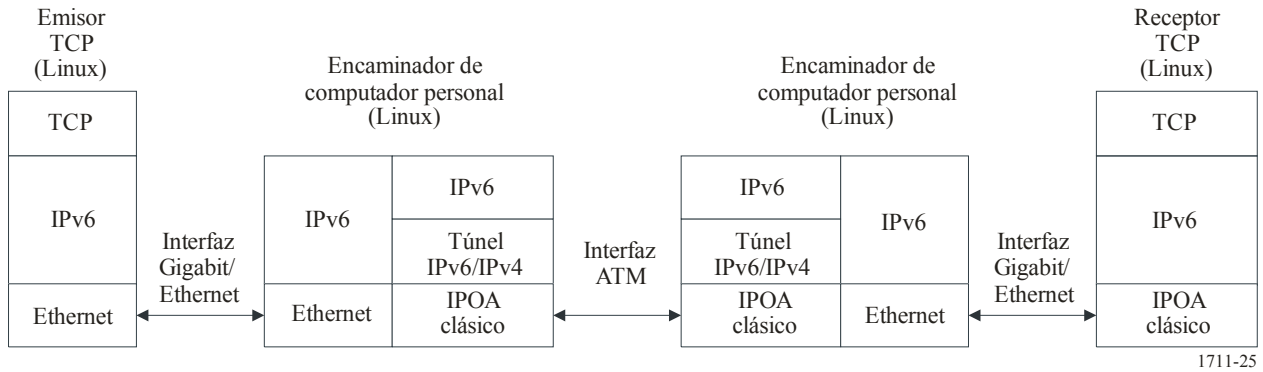 Emisor
TCP
(Linux)
TCP
IPv6
Ethernet
Interfaz
Gigabit/
Ethernet
Encaminador de
computador personal
(Linux)
IPv6
Ethernet
IPv6
Túnel
IPv6/IPv4
IPOA
clásico
Interfaz
ATM
Encaminador de
computador personal
(Linux)
IPv6
Túnel
IPv6/IPv4
IPOA
clásico
IPv6
Ethernet
Interfaz
Gigabit/
Ethernet
Receptor
TCP
(Linux)
TCP
IPv6
IPOA
clásico
1711-25